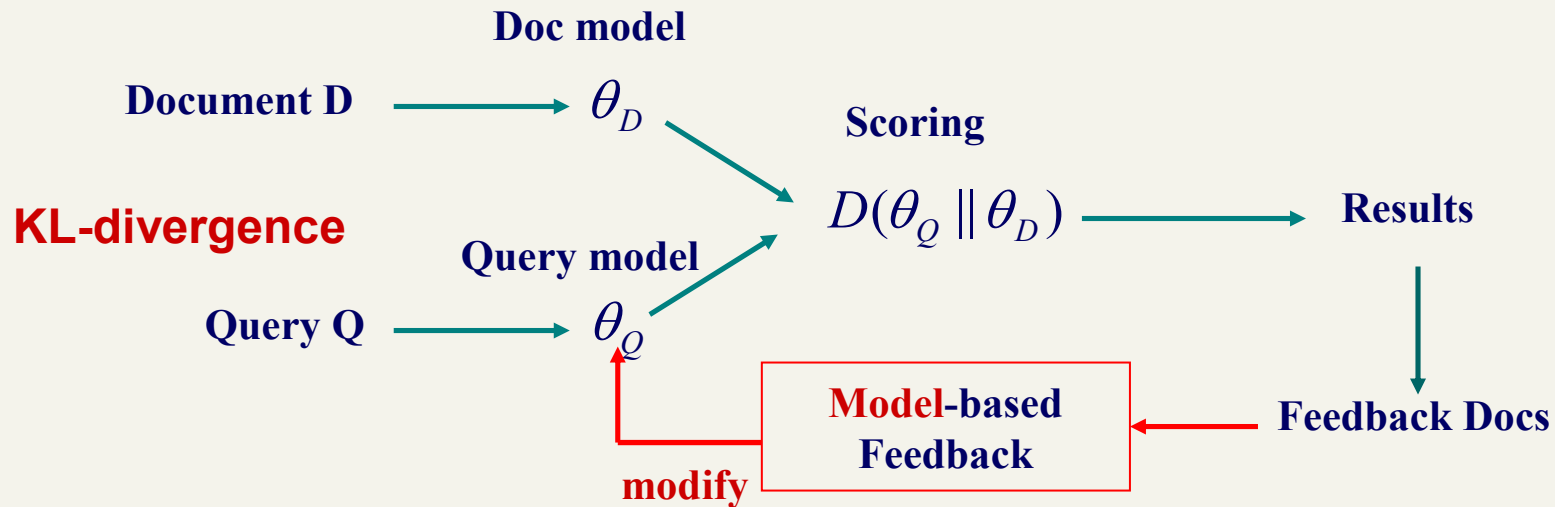 Doc model
Document D
θ_D
Scoring
KL-divergence
D(θ_Q || θ_D)
Results
Query model
Query Q
θ_Q
Model-based
Feedback
Feedback Docs
modify